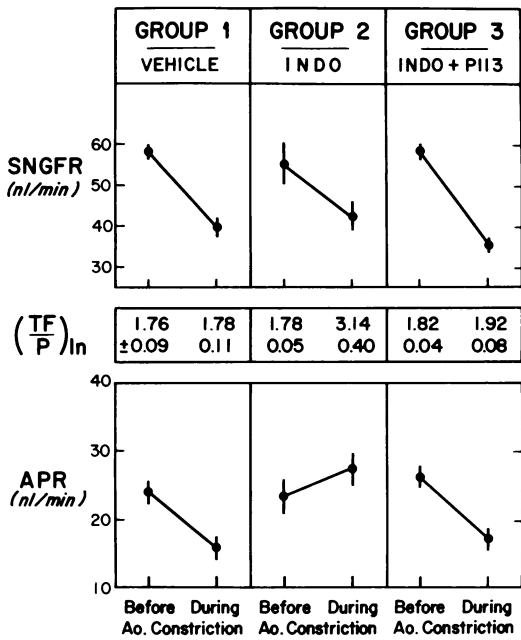 GROUP 1 GROUP 2 GROUP 3
VEHICLE INDO INDO + P113
SNGFR
(nl/min)
60
50
40
30
(TF/P)In
1.76 1.78 1.78 3.14 1.82 1.92
±0.09 0.11 0.05 0.40 0.04 0.08
APR
(nl/min)
40
30
20
10
Before During Before During Before During
Ao. Constriction Ao. Constriction Ao. Constriction